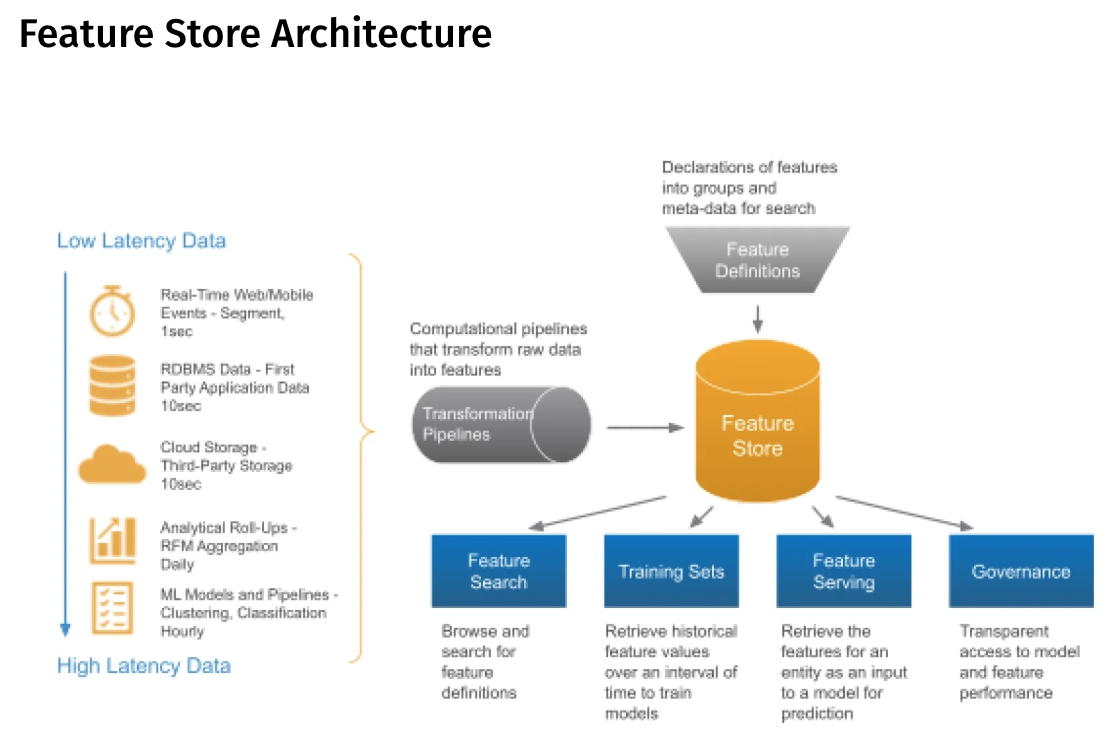 Feature Store Architecture
Low Latency Data
Real-Time Web/Mobile
Events - Segment,
1sec
RDBMS Data - First
Party Application Data
10sec
Cloud Storage -
Third-Party Storage
10sec
Analytical Roll-Ups -
RFM Aggregation
Daily
ML Models and Pipelines -
Clustering, Classification
Hourly
High Latency Data
Computational pipelines
that transform raw data
into features
Transformation
Pipelines
Declarations of features
into groups and
meta-data for search
Feature
Definitions
Feature
Store
Feature
Search
Browse and
search for
feature
definitions
Training Sets
Retrieve historical
feature values
over an interval of
time to train
models
Feature
Serving
Retrieve the
features for an
entity as an input
to a model for
prediction
Governance
Transparent
access to model
and feature
performance